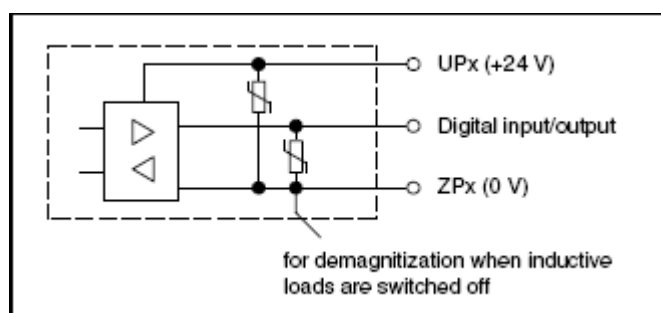 UPx (+24 V)
Digital input/output
ZPx (0 V)
for demagnitization when inductive
loads are switched off